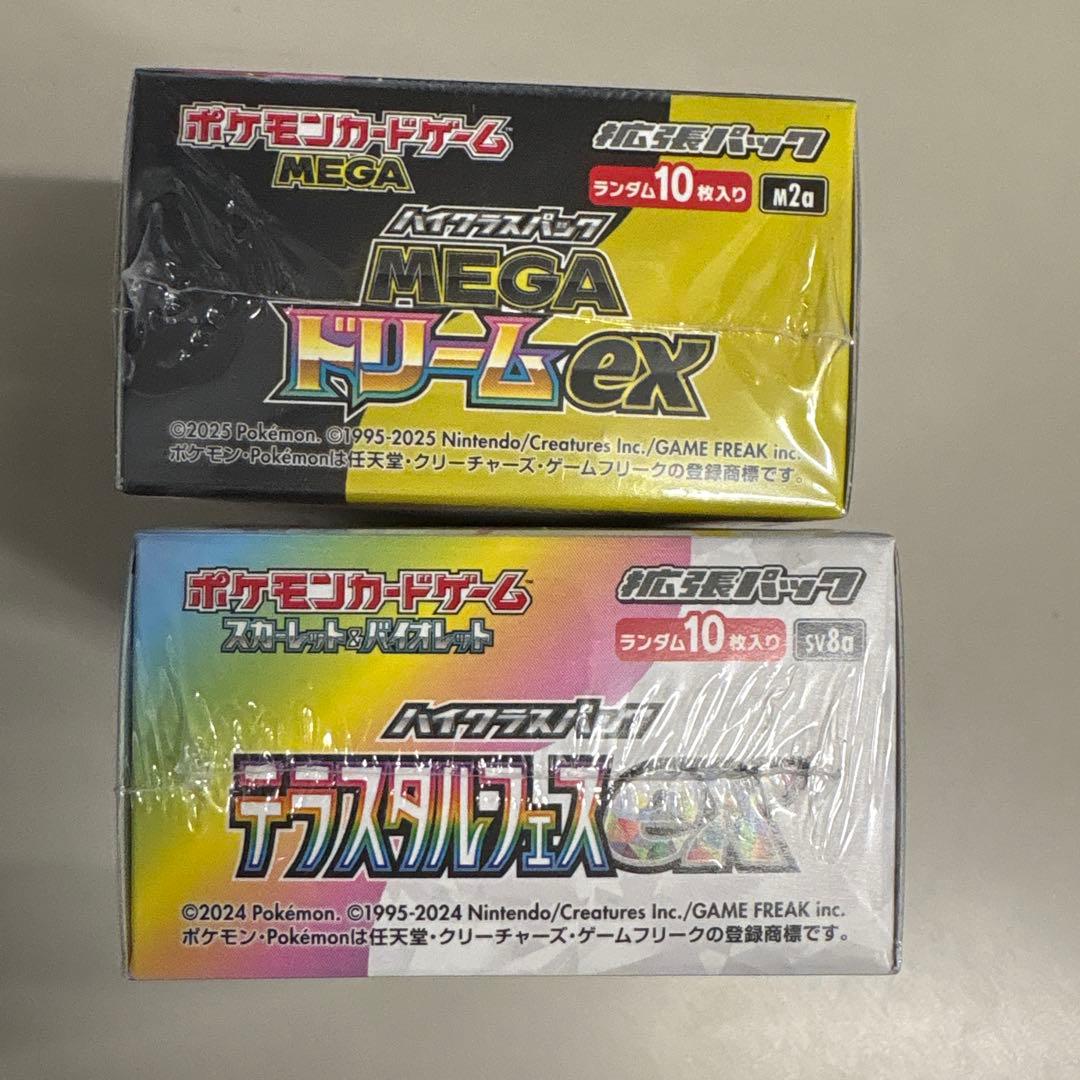 ポケモンカードゲーム™
MEGA
拡張パック
ランダム10枚入り M2a
ハイクラスパック
MEGA
ドリームex
©2025 Pokémon. ©1995-2025 Nintendo/Creatures Inc./GAME FREAK inc.
ポケモン・Pokémonは任天堂・クリーチャーズ・ゲームフリークの登録商標です。
ポケモンカードゲーム™
スカーレット&バイオレット
拡張パック
ランダム10枚入り SV8a
ハイクラスパック
テラスタルフェスex
©2024 Pokémon. ©1995-2024 Nintendo/Creatures Inc./GAME FREAK inc.
ポケモン・Pokémonは任天堂・クリーチャーズ・ゲームフリークの登録商標です。